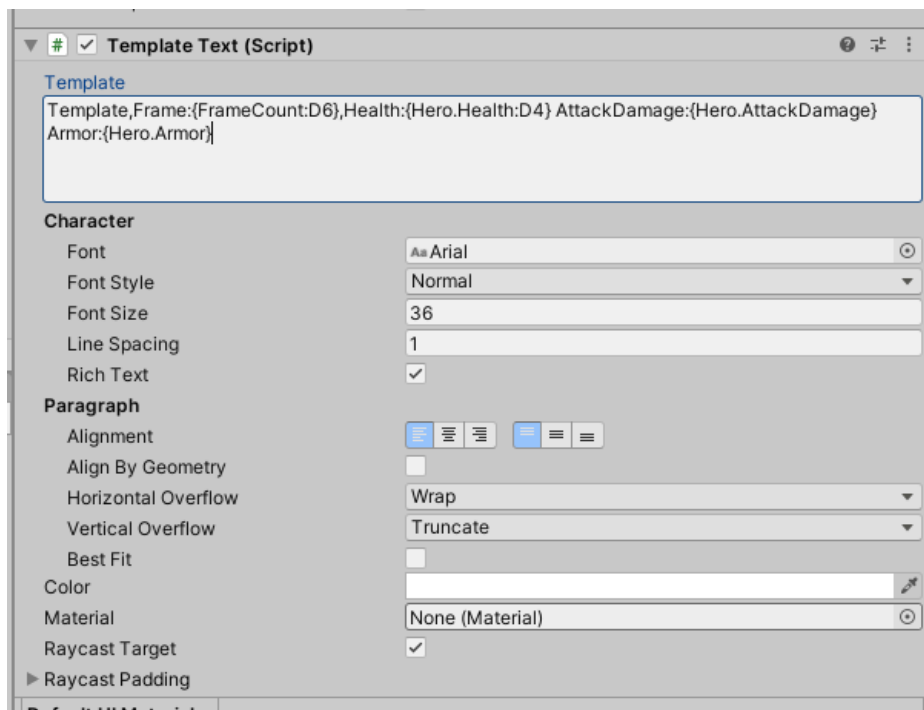 Template Text (Script)
Template
Template,Frame:{FrameCount:D6},Health:{Hero.Health:D4} AttackDamage:{Hero.AttackDamage}
Armor:{Hero.Armor}
Character
Font Aa Arial
Font Style Normal
Font Size 36
Line Spacing 1
Rich Text
Paragraph
Alignment
Align By Geometry
Horizontal Overflow Wrap
Vertical Overflow Truncate
Best Fit
Color
Material None (Material)
Raycast Target
Raycast Padding